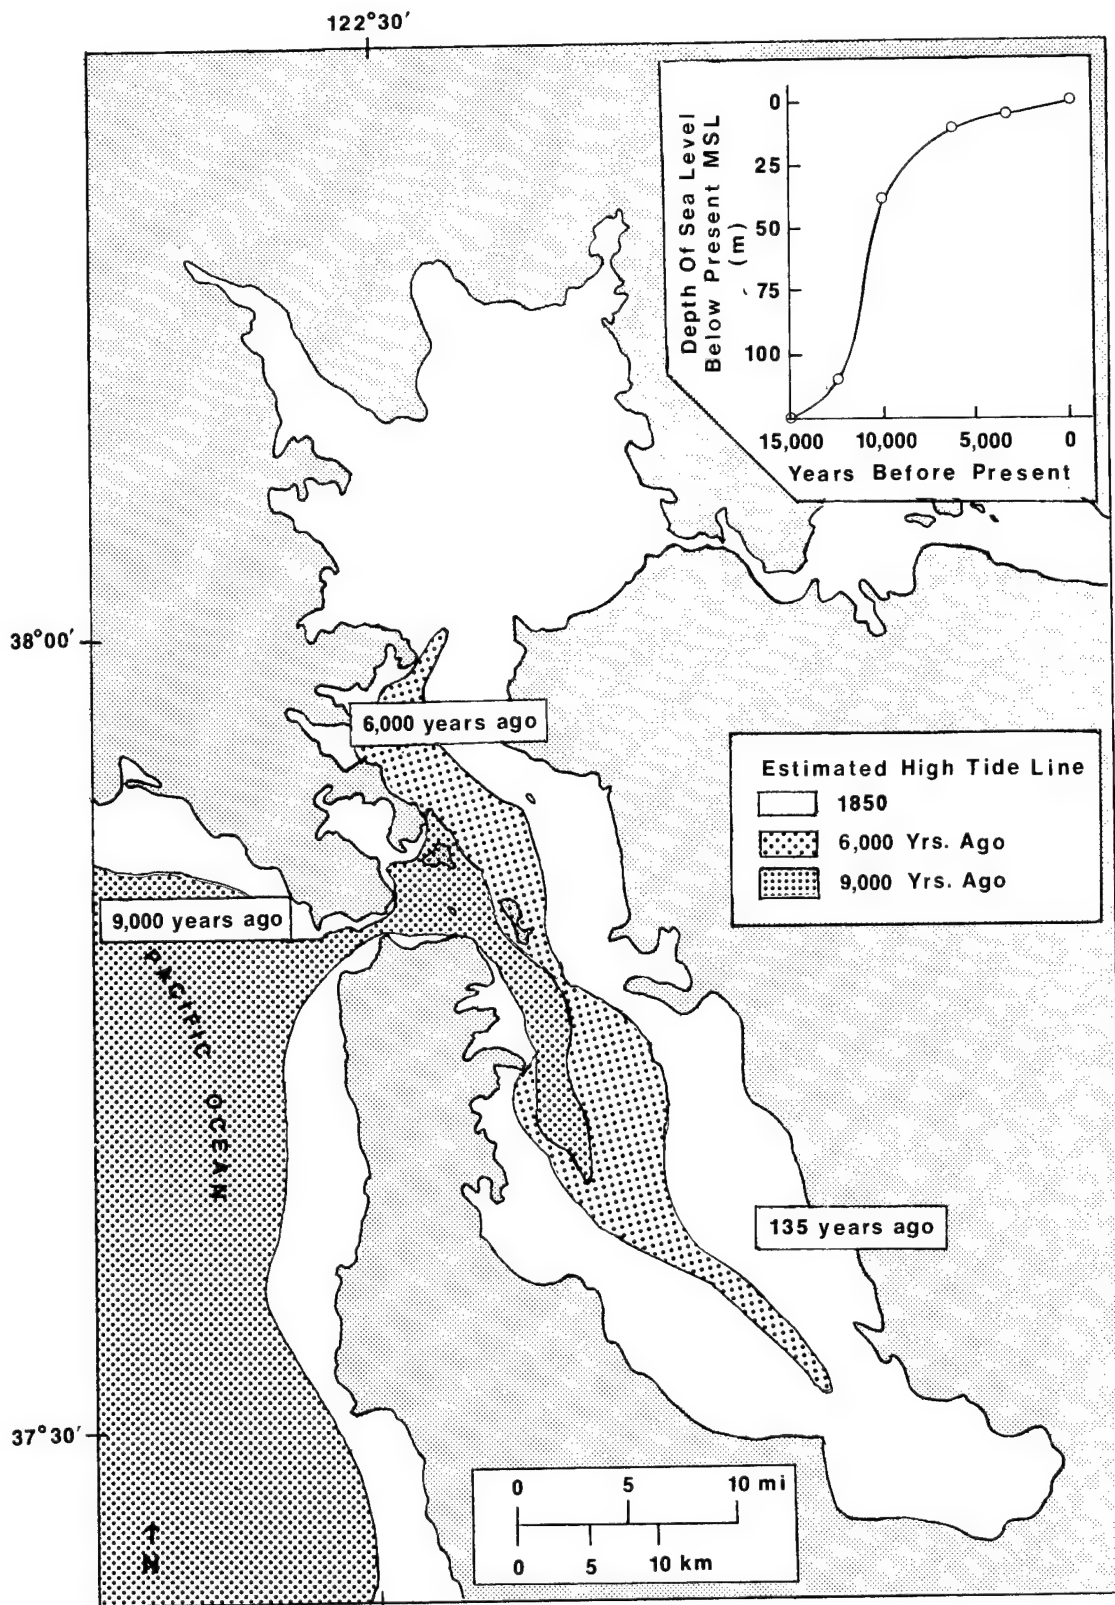 122°30′
Depth Of Sea Level
Below Present MSL
(m)
0
25
50
75
100
15,000 10,000 5,000 0
Years Before Present
38°00′
6,000 years ago
Estimated High Tide Line
1850
6,000 Yrs. Ago
9,000 Yrs. Ago
9,000 years ago
PACIFIC OCEAN
135 years ago
37°30′
0 5 10 mi
0 5 10 km
N